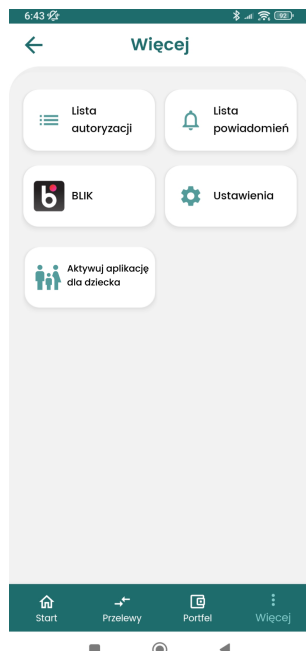 6:43
92
Więcej
Lista
autoryzacji
Lista
powiadomień
BLIK
Ustawienia
Aktywuj aplikację
dla dziecka
Start
Przelewy
Portfel
Więcej